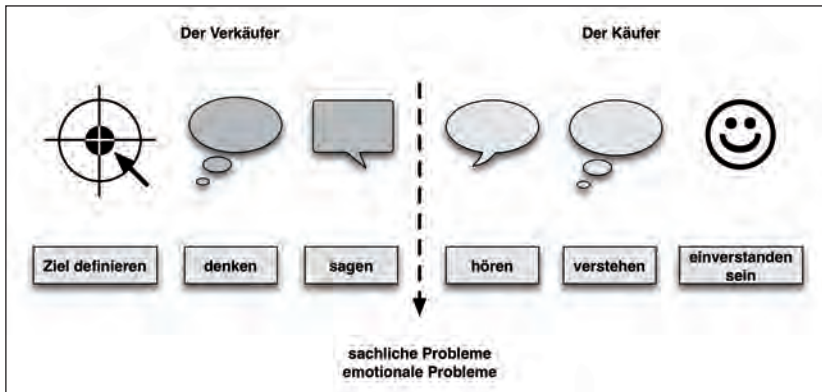 Der Verkäufer
Der Käufer
Ziel definieren
denken
sagen
hören
verstehen
einverstanden
sein
sachliche Probleme
emotionale Probleme